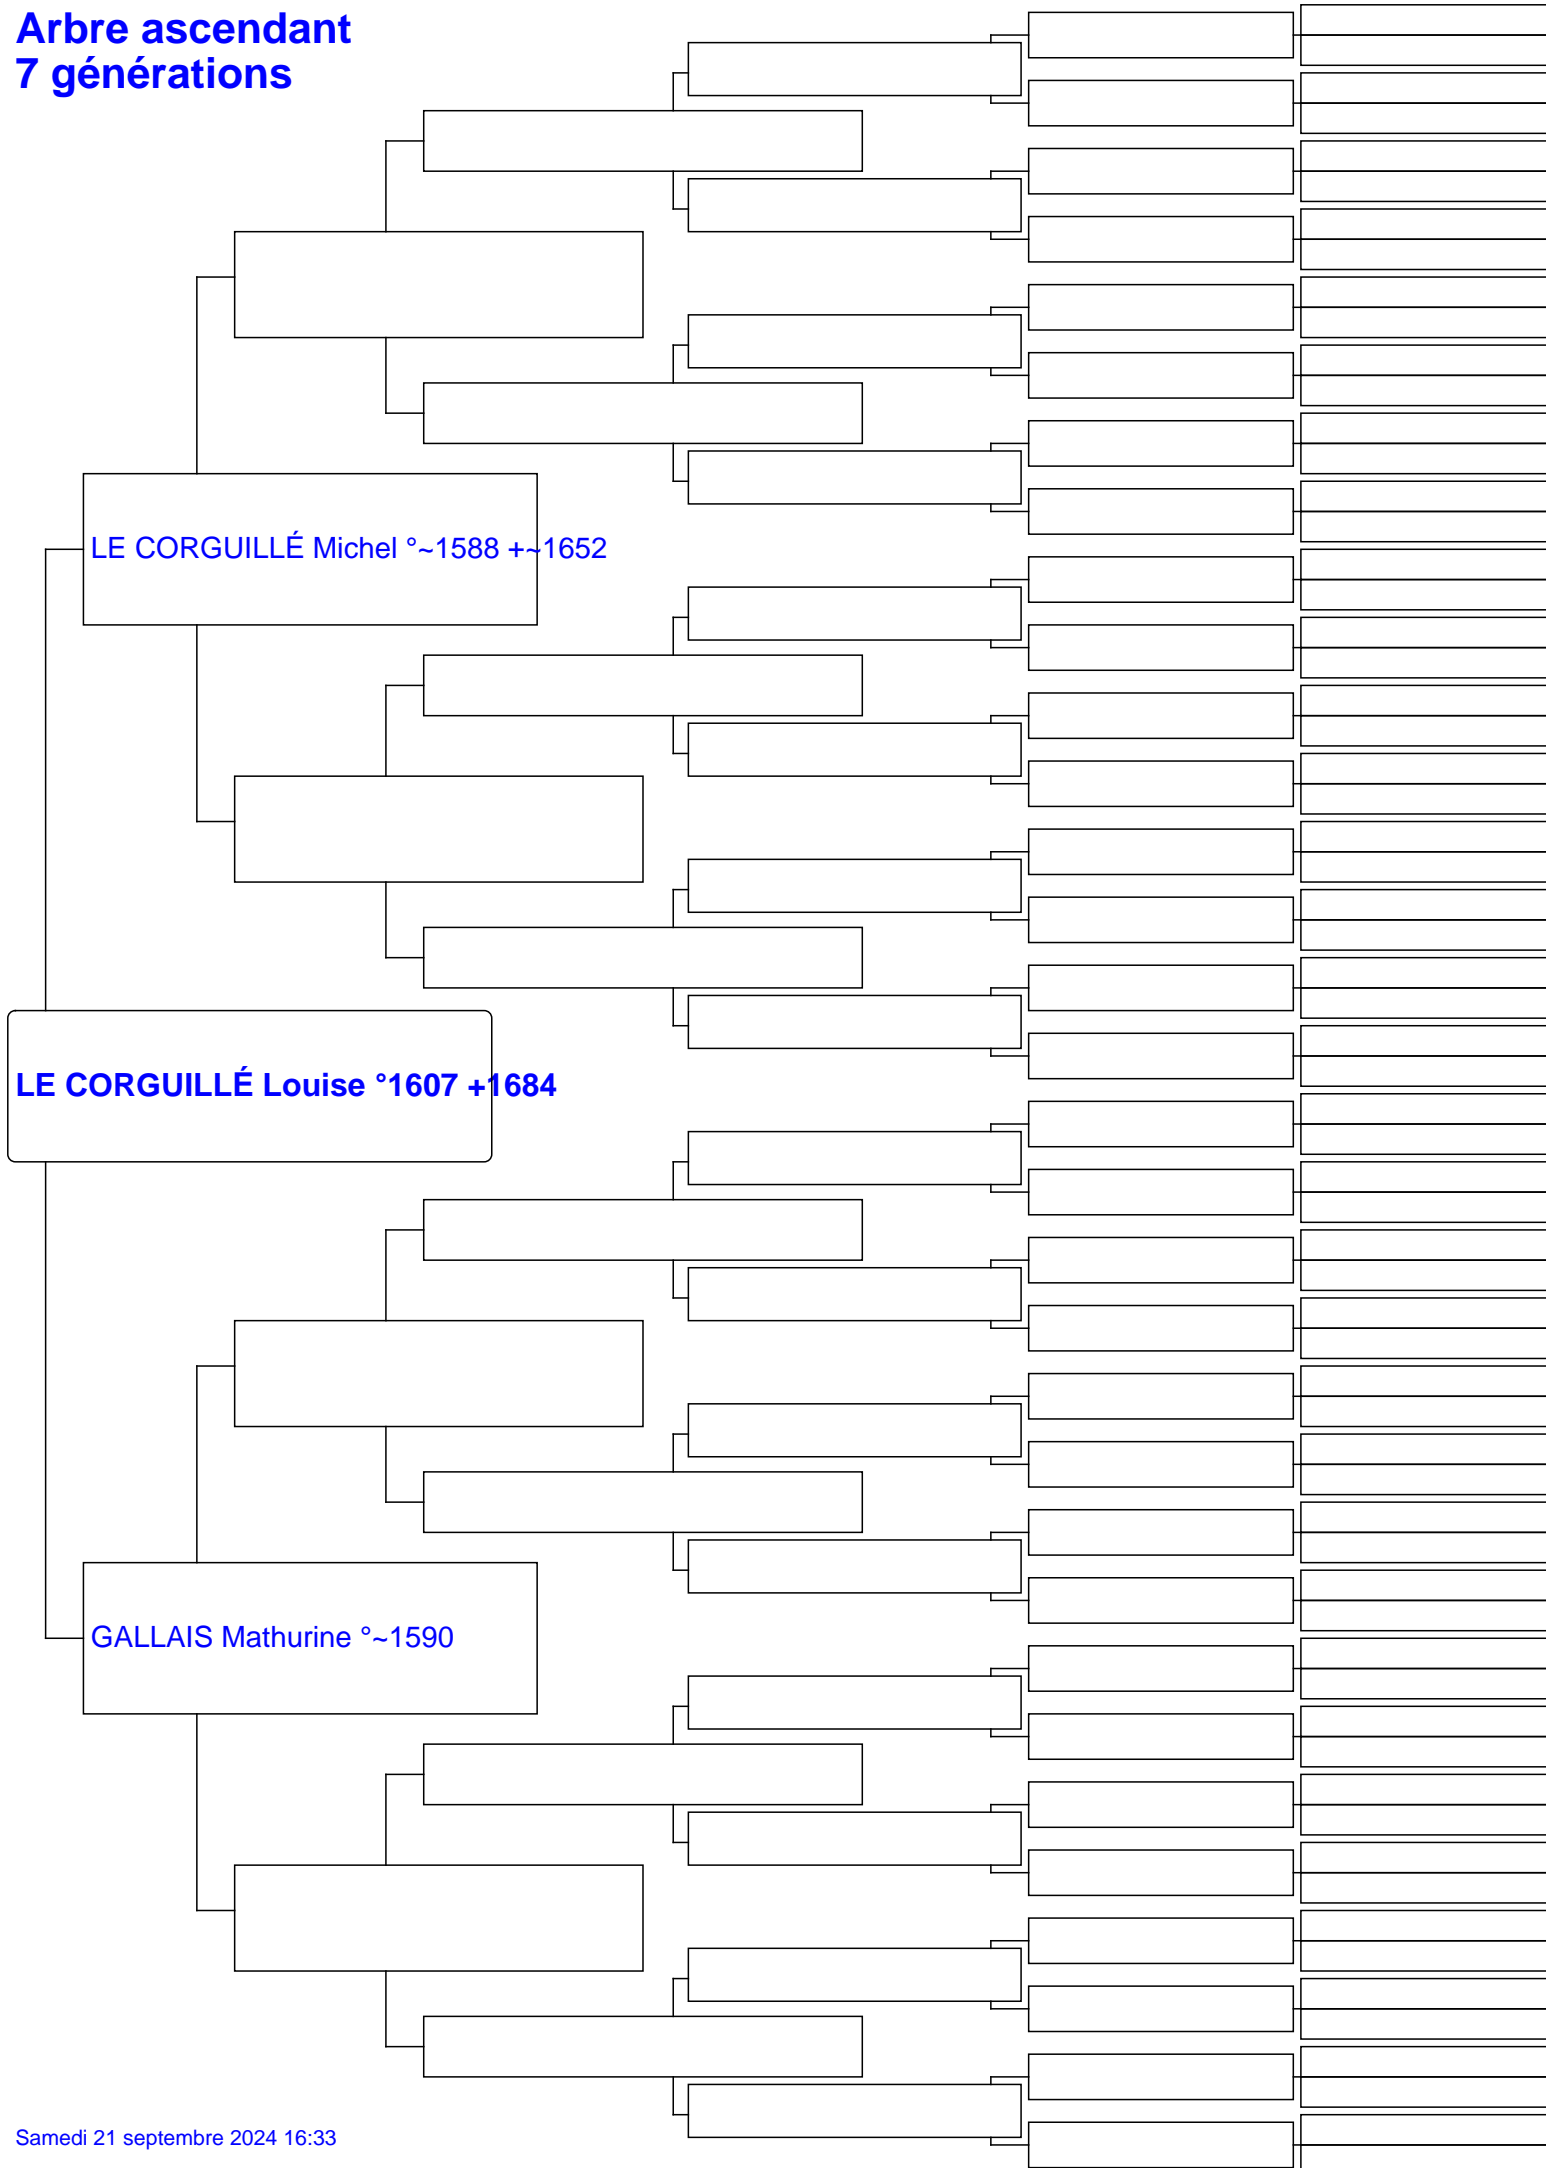 Arbre ascendant
7 générations
LE CORGUILLÉ Michel °~1588 +~1652
LE CORGUILLÉ Louise °1607 +1684
GALLAIS Mathurine °~1590
Samedi 21 septembre 2024 16:33